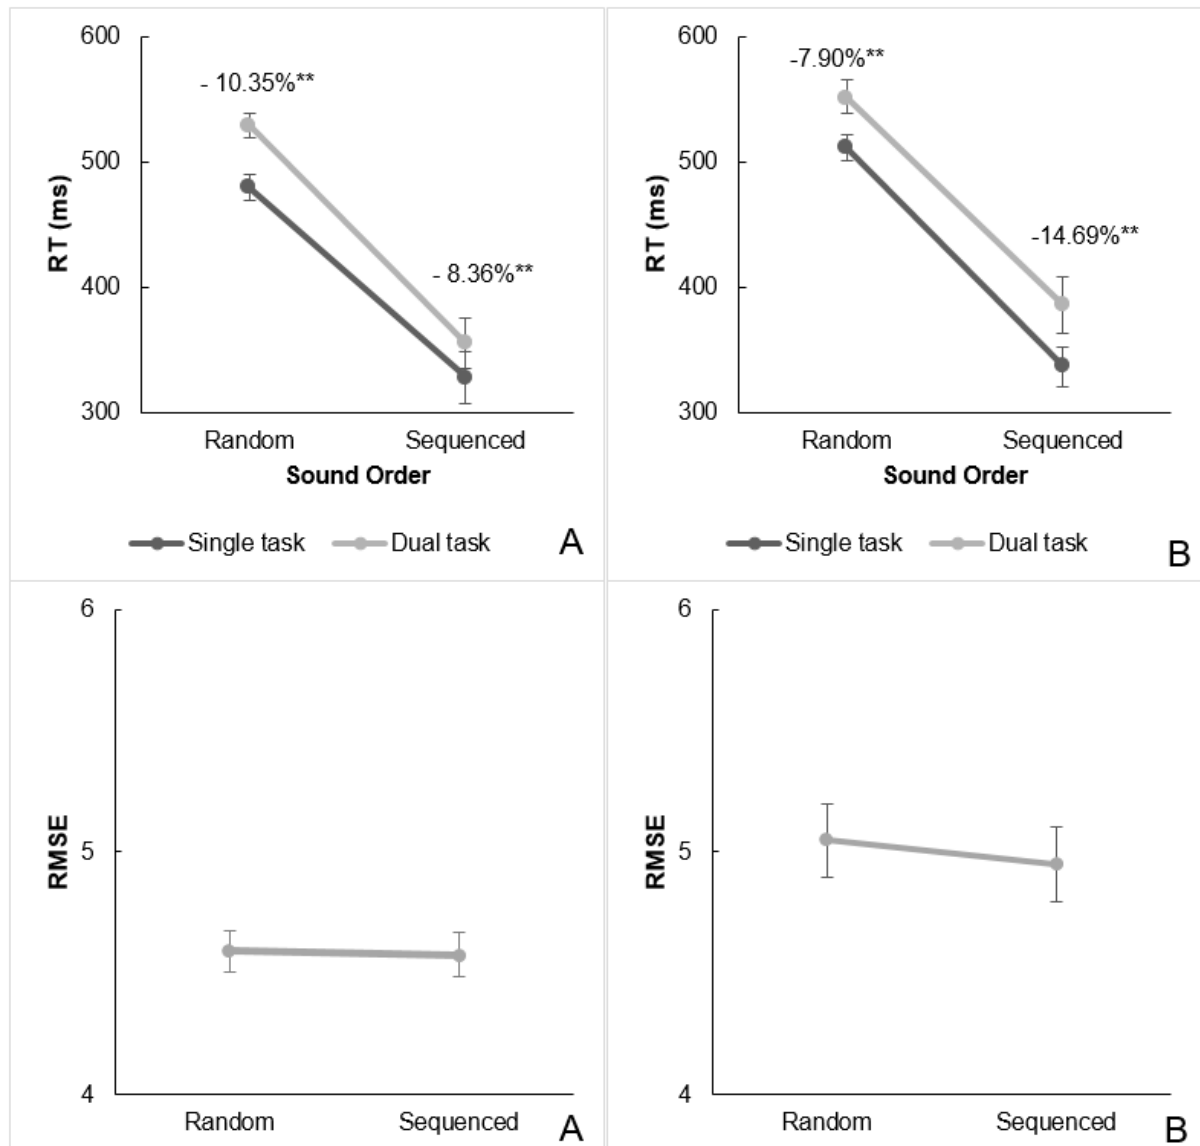 600
- 10.35%**
500
RT (ms)
400
- 8.36%**
300
Random Sequenced
Sound Order
Single task Dual task
A
600
-7.90%**
500
RT (ms)
400
-14.69%**
300
Random Sequenced
Sound Order
Single task Dual task
B
6
RMSE
5
4
Random Sequenced
A
6
RMSE
5
4
Random Sequenced
B